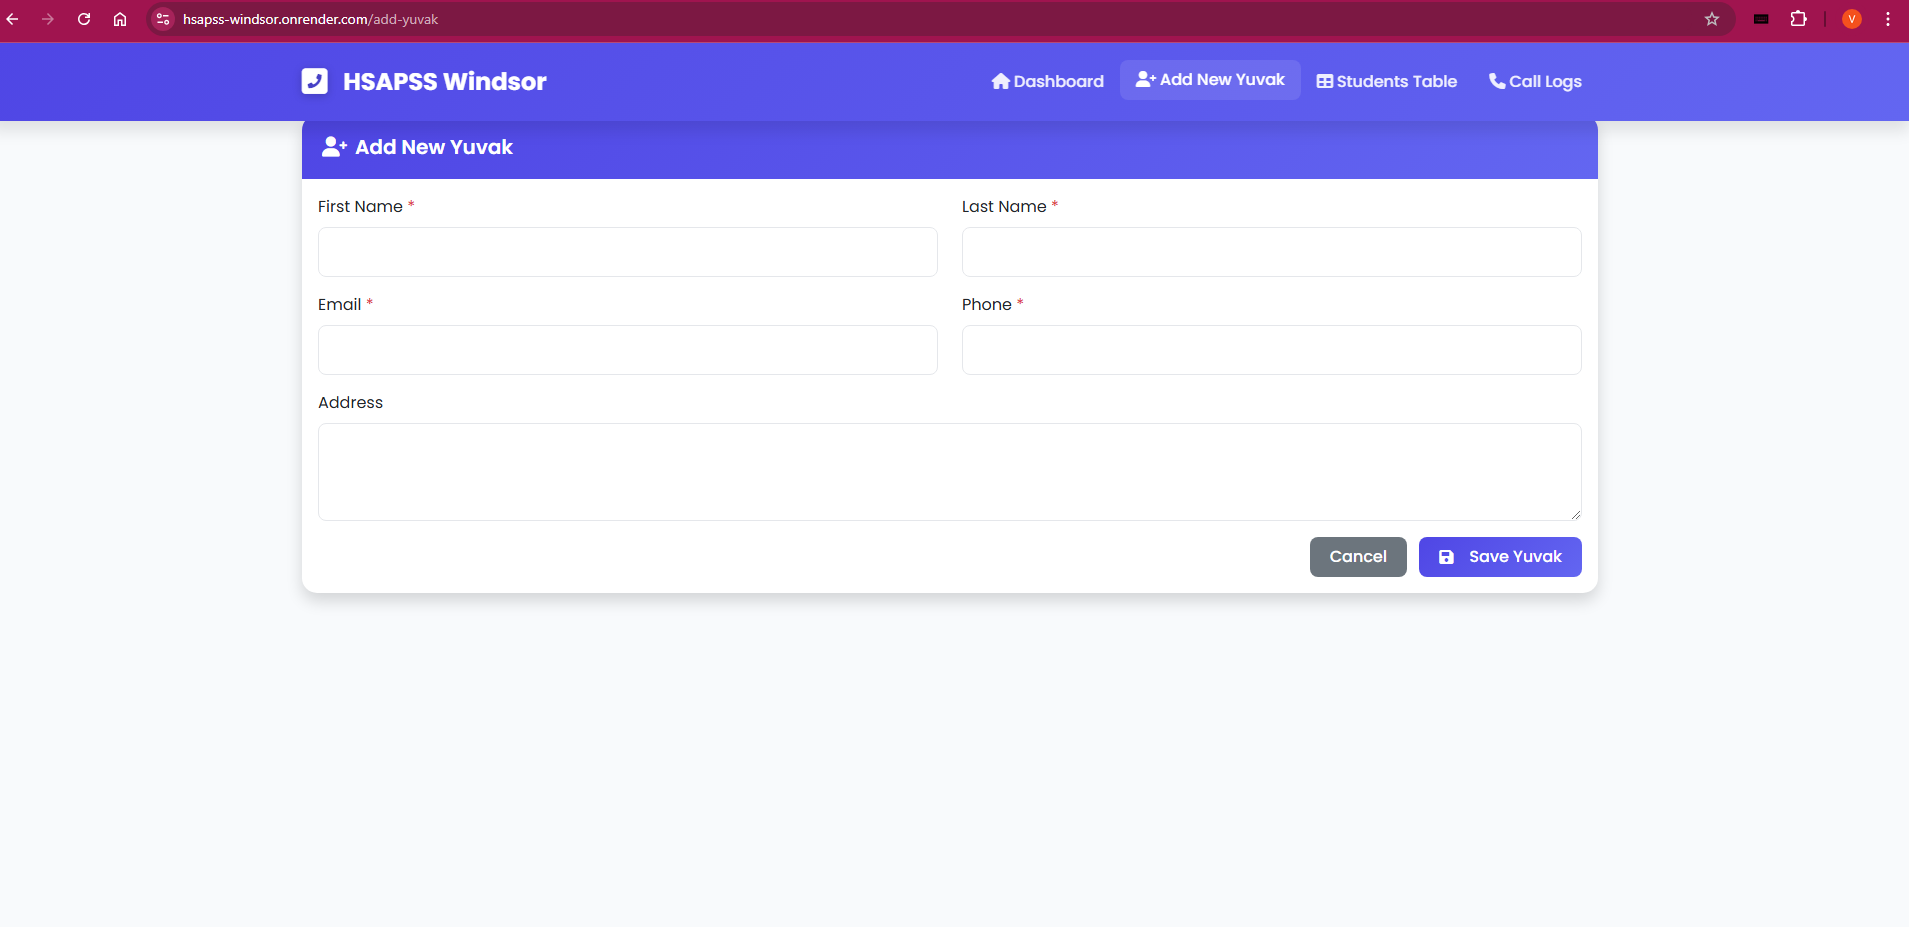 hsapss-windsor.onrender.com/add-yuvak
V
HSAPSS Windsor
Dashboard
Add New Yuvak
Students Table
Call Logs
Add New Yuvak
First Name *
Last Name *
Email *
Phone *
Address
Cancel
Save Yuvak